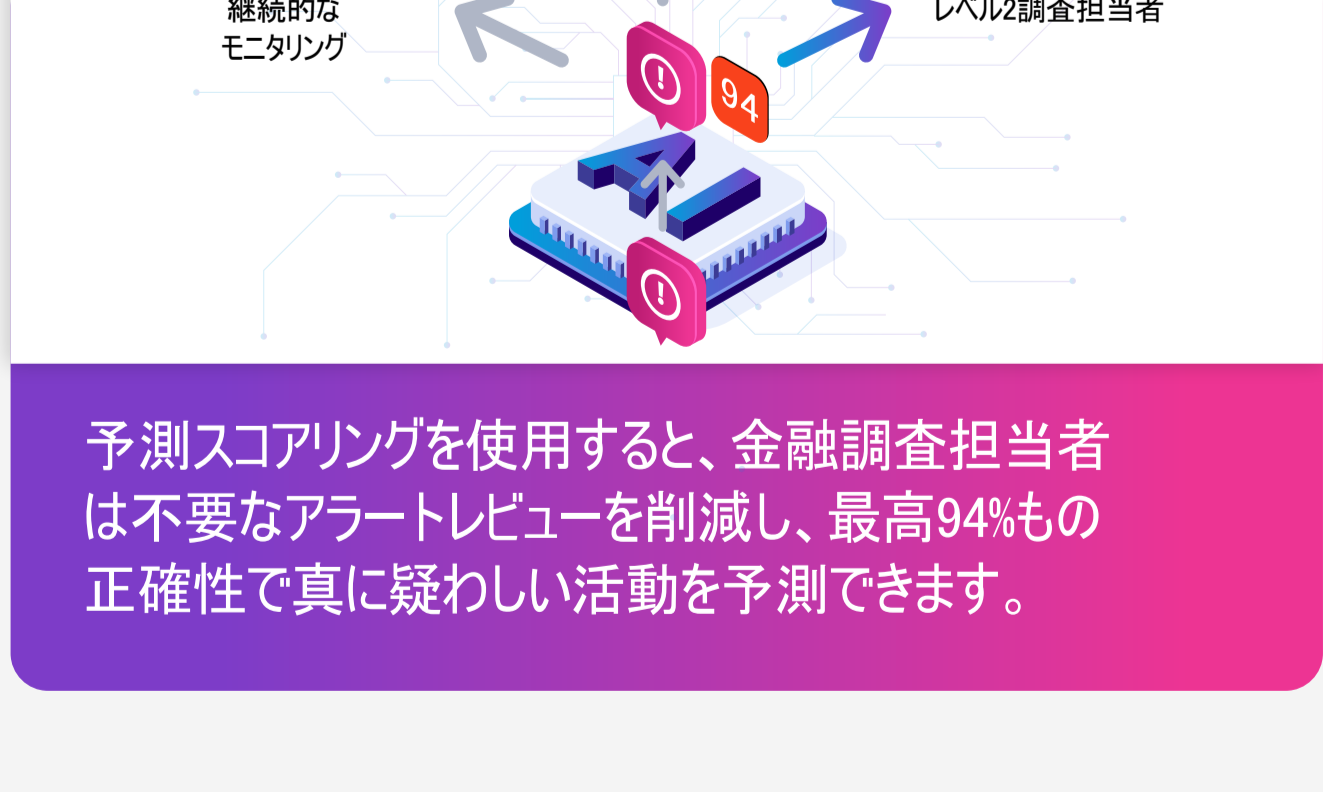 継続的な
モニタリング
レベル2調査担当者
94
AI
予測スコアリングを使用すると、金融調査担当者
は不要なアラートレビューを削減し、最高94%もの
正確性で真に疑わしい活動を予測できます。